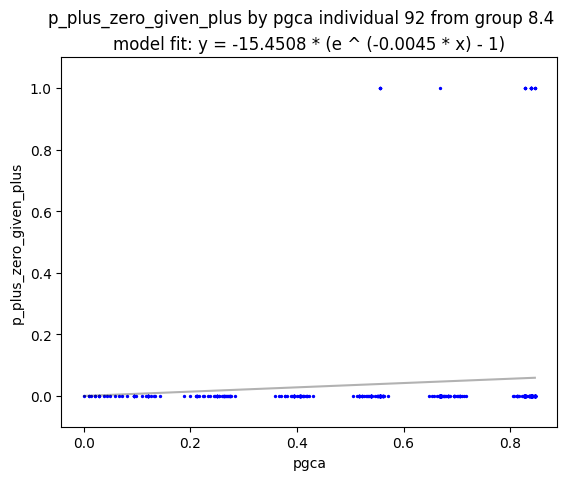 p_plus_zero_given_plus by pgca individual 92 from group 8.4
model fit: y = -15.4508 * (e ^ (-0.0045 * x) - 1)
p_plus_zero_given_plus
1.0
0.8
0.6
0.4
0.2
0.0
0.0 0.2 0.4 0.6 0.8
pgca